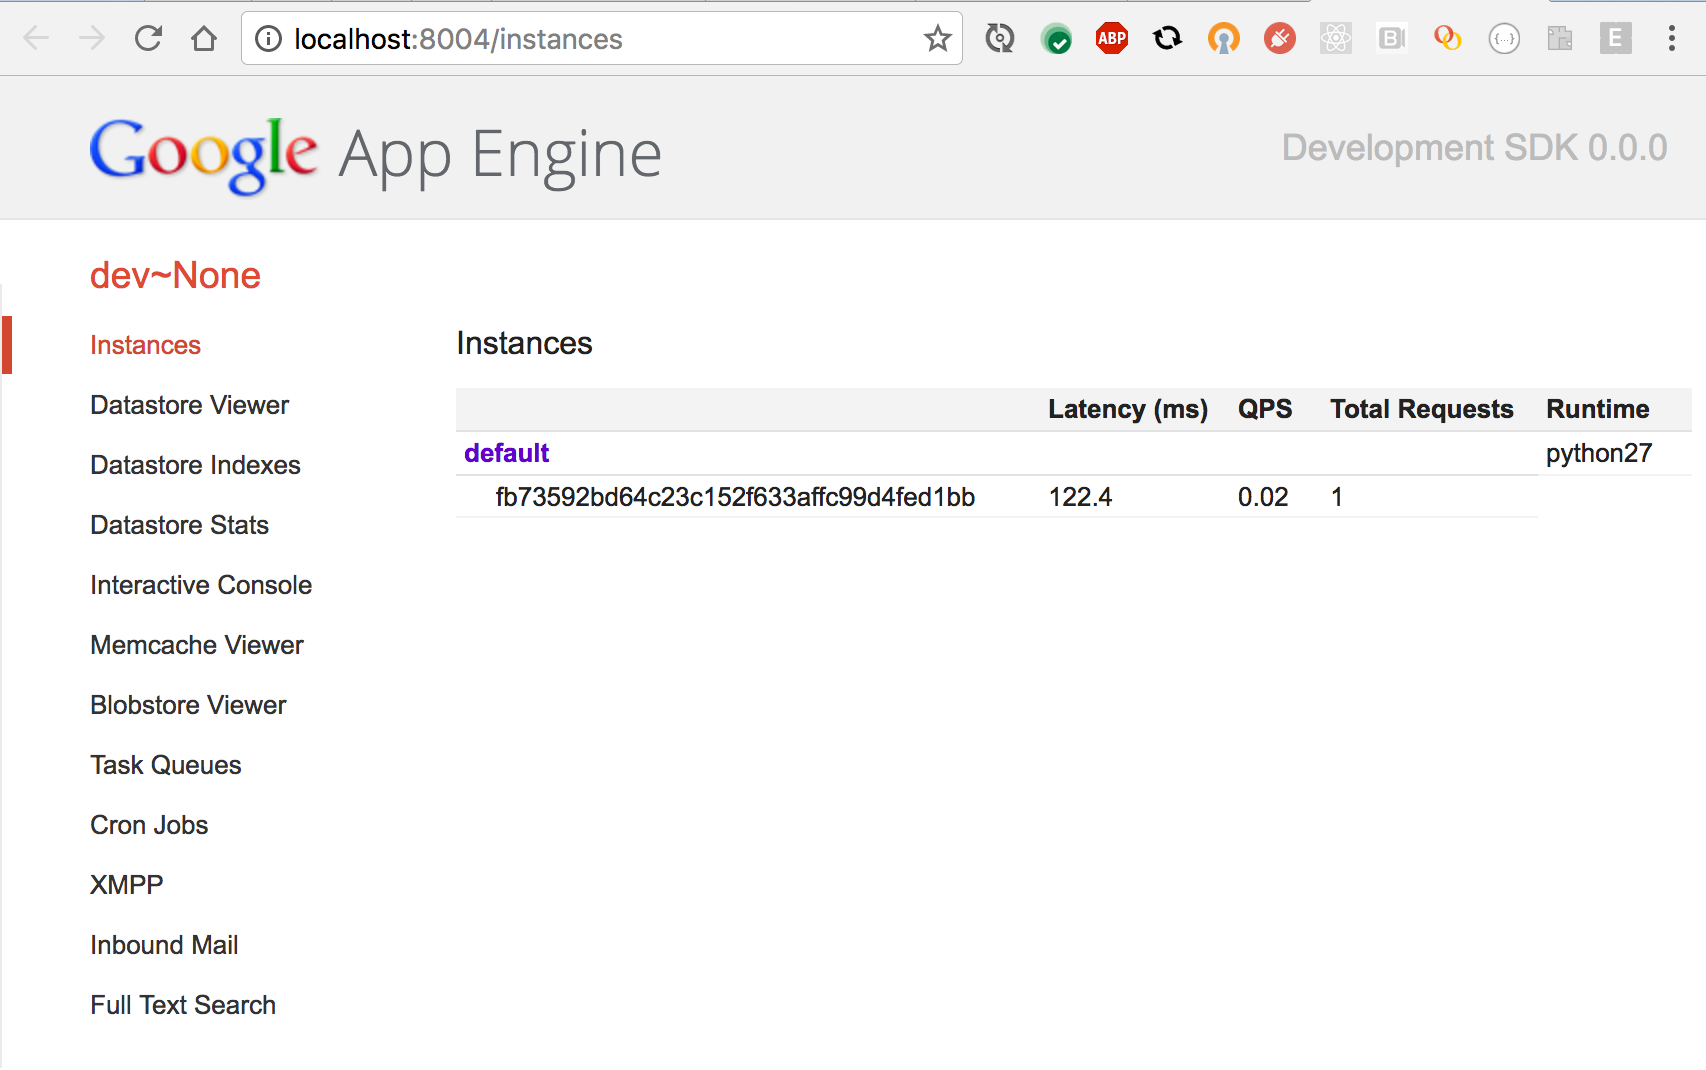 localhost:8004/instances
ABP
{...}
B
E
Google App Engine
Development SDK 0.0.0
dev~None
Instances
Datastore Viewer
Datastore Indexes
Datastore Stats
Interactive Console
Memcache Viewer
Blobstore Viewer
Task Queues
Cron Jobs
XMPP
Inbound Mail
Full Text Search
Instances
Latency (ms) QPS Total Requests Runtime
default python27
fb73592bd64c23c152f633affc99d4fed1bb 122.4 0.02 1